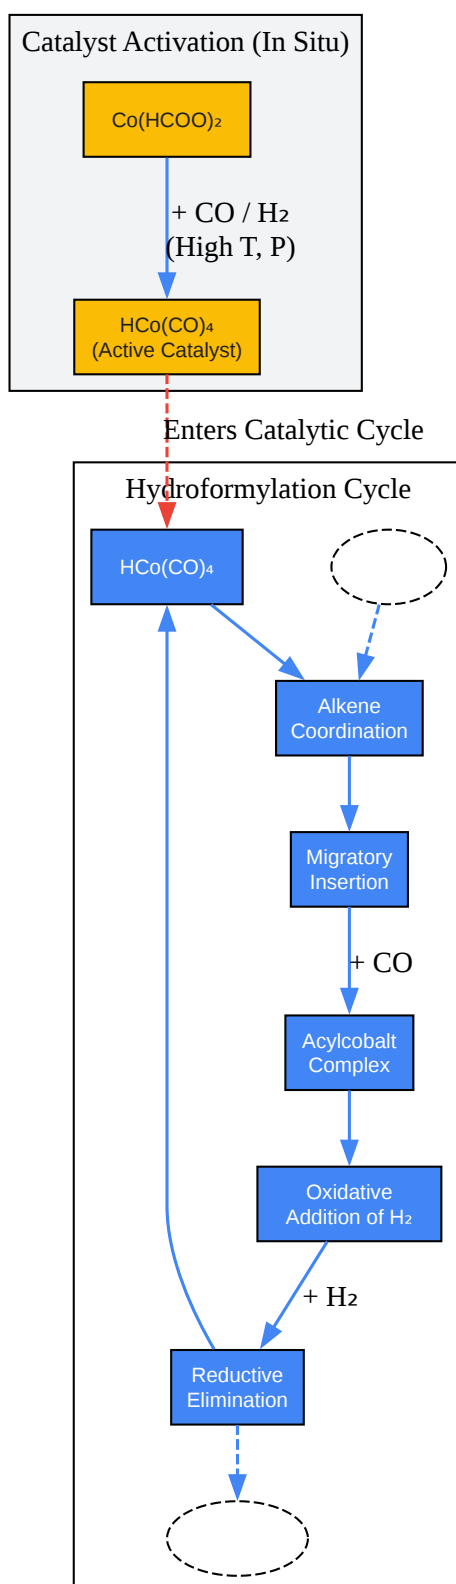 Catalyst Activation (In Situ)
Co(HCOO)₂
+ CO / H₂
(High T, P)
HCo(CO)₄
(Active Catalyst)
Enters Catalytic Cycle
Hydroformylation Cycle
HCo(CO)₄
Alkene
Coordination
Migratory
Insertion
+ CO
Acylcobalt
Complex
Oxidative
Addition of H₂
+ H₂
Reductive
Elimination